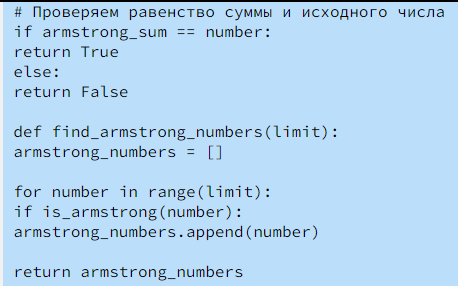 # Проверяем равенство суммы и исходного числа
if armstrong_sum == number:
return True
else:
return False
def find_armstrong_numbers(limit):
armstrong_numbers = []
for number in range(limit):
if is_armstrong(number):
armstrong_numbers.append(number)
return armstrong_numbers